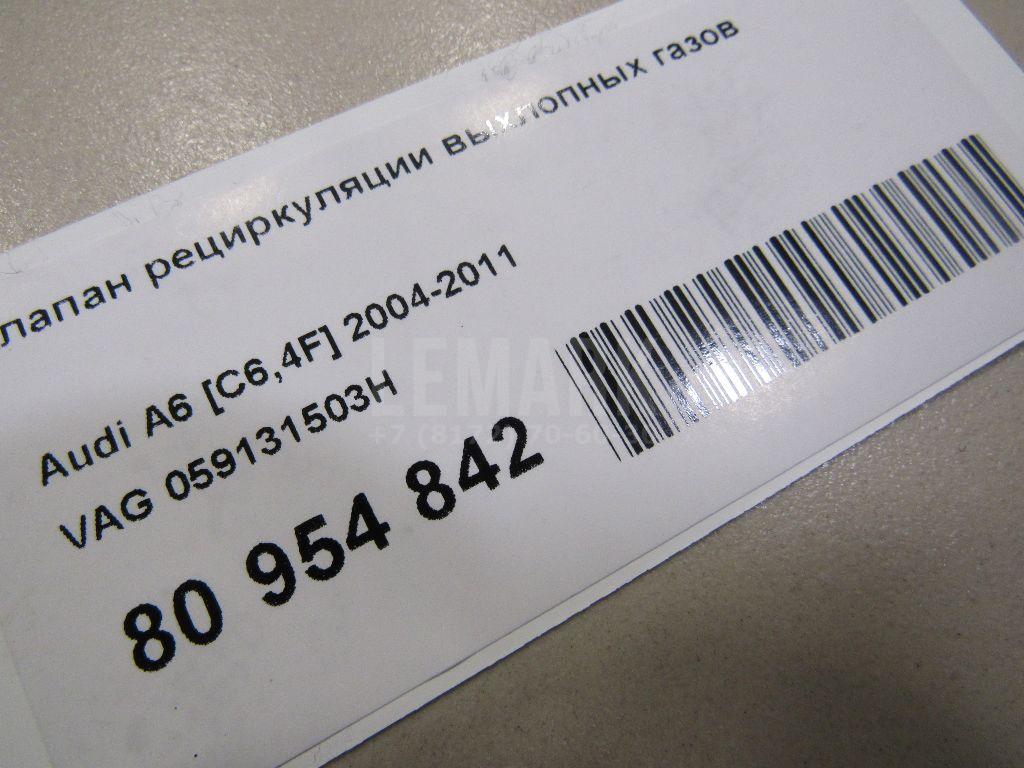 лапан рециркуляции выхлопных газов
Audi A6 [C6,4F] 2004-2011
VAG 059131503H
80 954 842